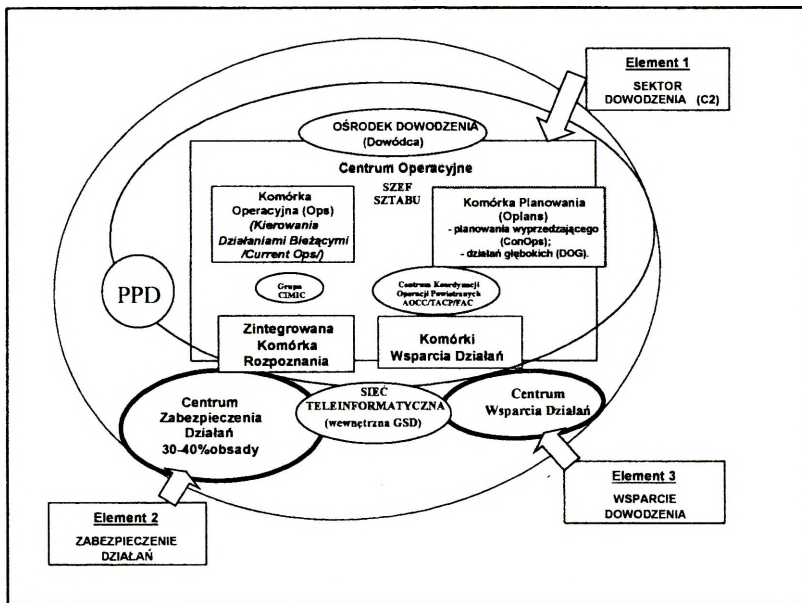 Element 1
SEKTOR
DOWODZENIA (C2)
OŚRODEK DOWODZENIA
(Dowódca)
Centrum Operacyjne
SZEF
SZTABU
Komórka
Operacyjna (Ops)
(Kierowania
Działaniami Bieżącymi
/Current Ops/)
Komórka Planowania
(Oplans)
- planowania wyprzedzającego
(ConOps);
- działań głębokich (DOG).
PPD
Grupa
CIMIC
Centrum Koordynacji
Operacji Powietrznych
AOCC/TACP/FAC
Zintegrowana
Komórka
Rozpoznania
Komórki
Wsparcia Działań
Centrum
Zabezpieczenia
Działań
30-40%obsady
SIEĆ
TELEINFORMATYCZNA
(wewnętrzna GSD)
Centrum
Wsparcia Działań
Element 2
ZABEZPIECZENIE
DZIAŁAŃ
Element 3
WSPARCIE
DOWODZENIA